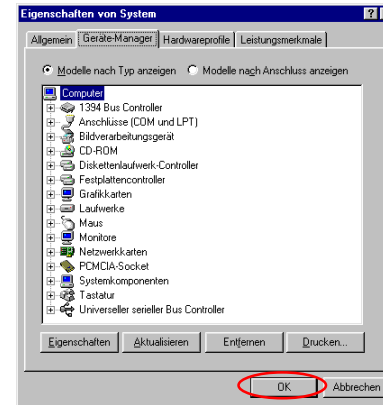 Eigenschaften von System
Allgemein Geräte-Manager Hardwareprofile Leistungsmerkmale
Modelle nach Typ anzeigen Modelle nach Anschluss anzeigen
Computer
1394 Bus Controller
Anschlüsse (COM und LPT)
Bildverarbeitungsgerät
CD-ROM
Diskettenlaufwerk-Controller
Festplattencontroller
Grafikkarten
Laufwerke
Maus
Monitore
Netzwerkkarten
PCMCIA-Socket
Systemkomponenten
Tastatur
Universeller serieller Bus Controller
Eigenschaften Aktualisieren Entfernen Drucken...
OK Abbrechen